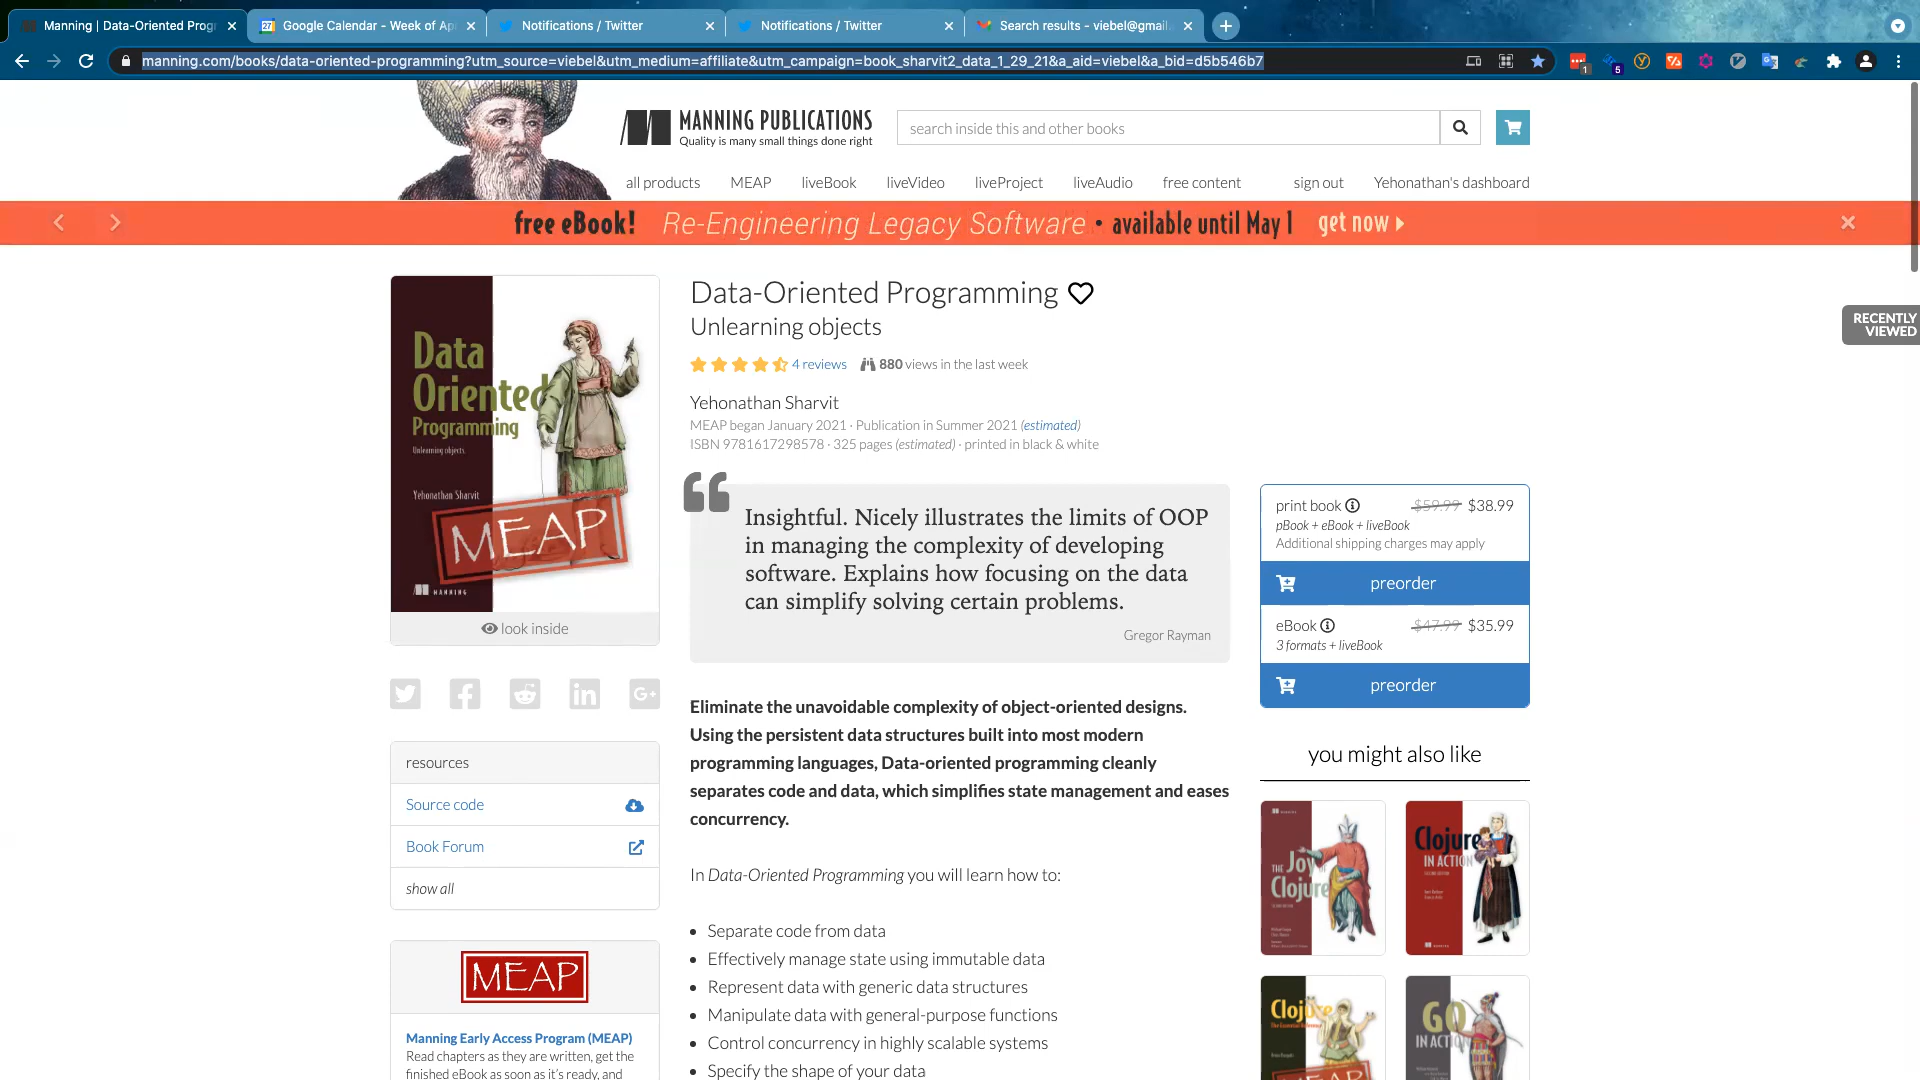 Manning | Data-Oriented Progr
Google Calendar - Week of Ap
Notifications / Twitter
Notifications / Twitter
Search results - viebel@gmail.
manning.com/books/data-oriented-programming?utm_source=viebel&utm_medium=affiliate&utm_campaign=book_sharvit2_data_1_29_21&a_aid=viebel&a_bid=d5b546b7
1
5
MANNING PUBLICATIONS
Quality is many small things done right
search inside this and other books
all products
MEAP
liveBook
liveVideo
liveProject
liveAudio
free content
sign out
Yehonathan's dashboard
free eBook! Re-Engineering Legacy Software • available until May 1 get now
Data
Oriented
Programming
Unlearning objects
Yehonathan Sharvit
MEAP
MANNING
look inside
Data-Oriented Programming
Unlearning objects
4 reviews
880 views in the last week
Yehonathan Sharvit
MEAP began January 2021 · Publication in Summer 2021 (estimated)
ISBN 9781617298578 · 325 pages (estimated) · printed in black & white
RECENTLY
VIEWED
Insightful. Nicely illustrates the limits of OOP
in managing the complexity of developing
software. Explains how focusing on the data
can simplify solving certain problems.
Gregor Rayman
print book $59.99 $38.99
pBook + eBook + liveBook
Additional shipping charges may apply
preorder
eBook $47.99 $35.99
3 formats + liveBook
preorder
resources
Source code
Book Forum
show all
MEAP
Manning Early Access Program (MEAP)
Read chapters as they are written, get the
finished eBook as soon as it's ready, and
Eliminate the unavoidable complexity of object-oriented designs.
Using the persistent data structures built into most modern
programming languages, Data-oriented programming cleanly
separates code and data, which simplifies state management and eases
concurrency.
In Data-Oriented Programming you will learn how to:
• Separate code from data
• Effectively manage state using immutable data
• Represent data with generic data structures
• Manipulate data with general-purpose functions
• Control concurrency in highly scalable systems
• Specify the shape of your data
you might also like
THE Joy
Clojure
Clojure
IN ACTION
Clojure
MEAP
GO
IN ACTION